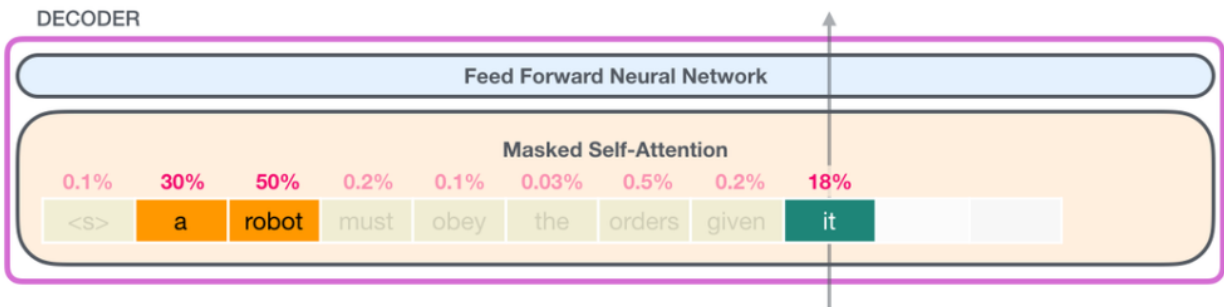 DECODER
Feed Forward Neural Network
Masked Self-Attention
0.1% 30% 50% 0.2% 0.1% 0.03% 0.5% 0.2% 18%
<s> a robot must obey the orders given it